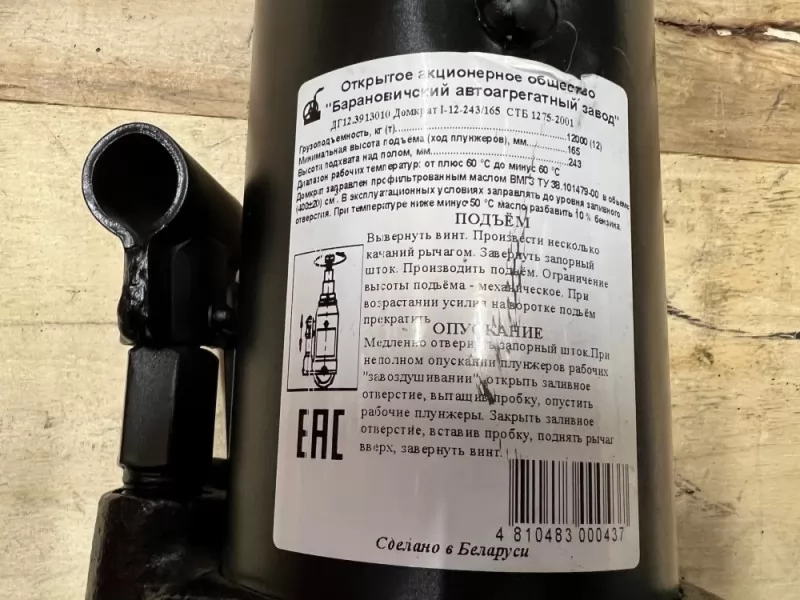 Открытое акционерное общество
"Барановичский автоагрегатный завод"
ДГ12.3913010 Домкрат I-12-243/165 СТБ 1275-2001
Грузоподъемность, кг (т)...........................12000 (12)
Минимальная высота подъёма (ход плунжеров), мм.........165
Высота подхвата над полом, мм..........................243
Диапазон рабочих температур: от плюс 60 °С до минус 60 °С
Домкрат заправлен профильтрованным маслом ВМГЗ ТУ 38.101479-00 в объеме
(400±20) см. В эксплуатационных условиях заправлять до уровня заливного
отверстия. При температуре ниже минус 50 °С масло разбавить 10 % бензина.
ПОДЪЁМ
Вывернуть винт. Произвести несколько
качаний рычагом. Завернуть запорный
шток. Производить подъём. Ограничение
высоты подъёма - механическое. При
возрастании усилия на воротке подъём
прекратить.
ОПУСКАНИЕ
Медленно отвернуть запорный шток.При
неполном опускании плунжеров рабочих
"завоздушивании" открыть заливное
отверстие, вытащив пробку, опустить
рабочие плунжеры. Закрыть заливное
отверстие, вставив пробку, поднять рычаг
вверх, завернуть винт.
EAC
4 810483 000437
Сделано в Беларуси